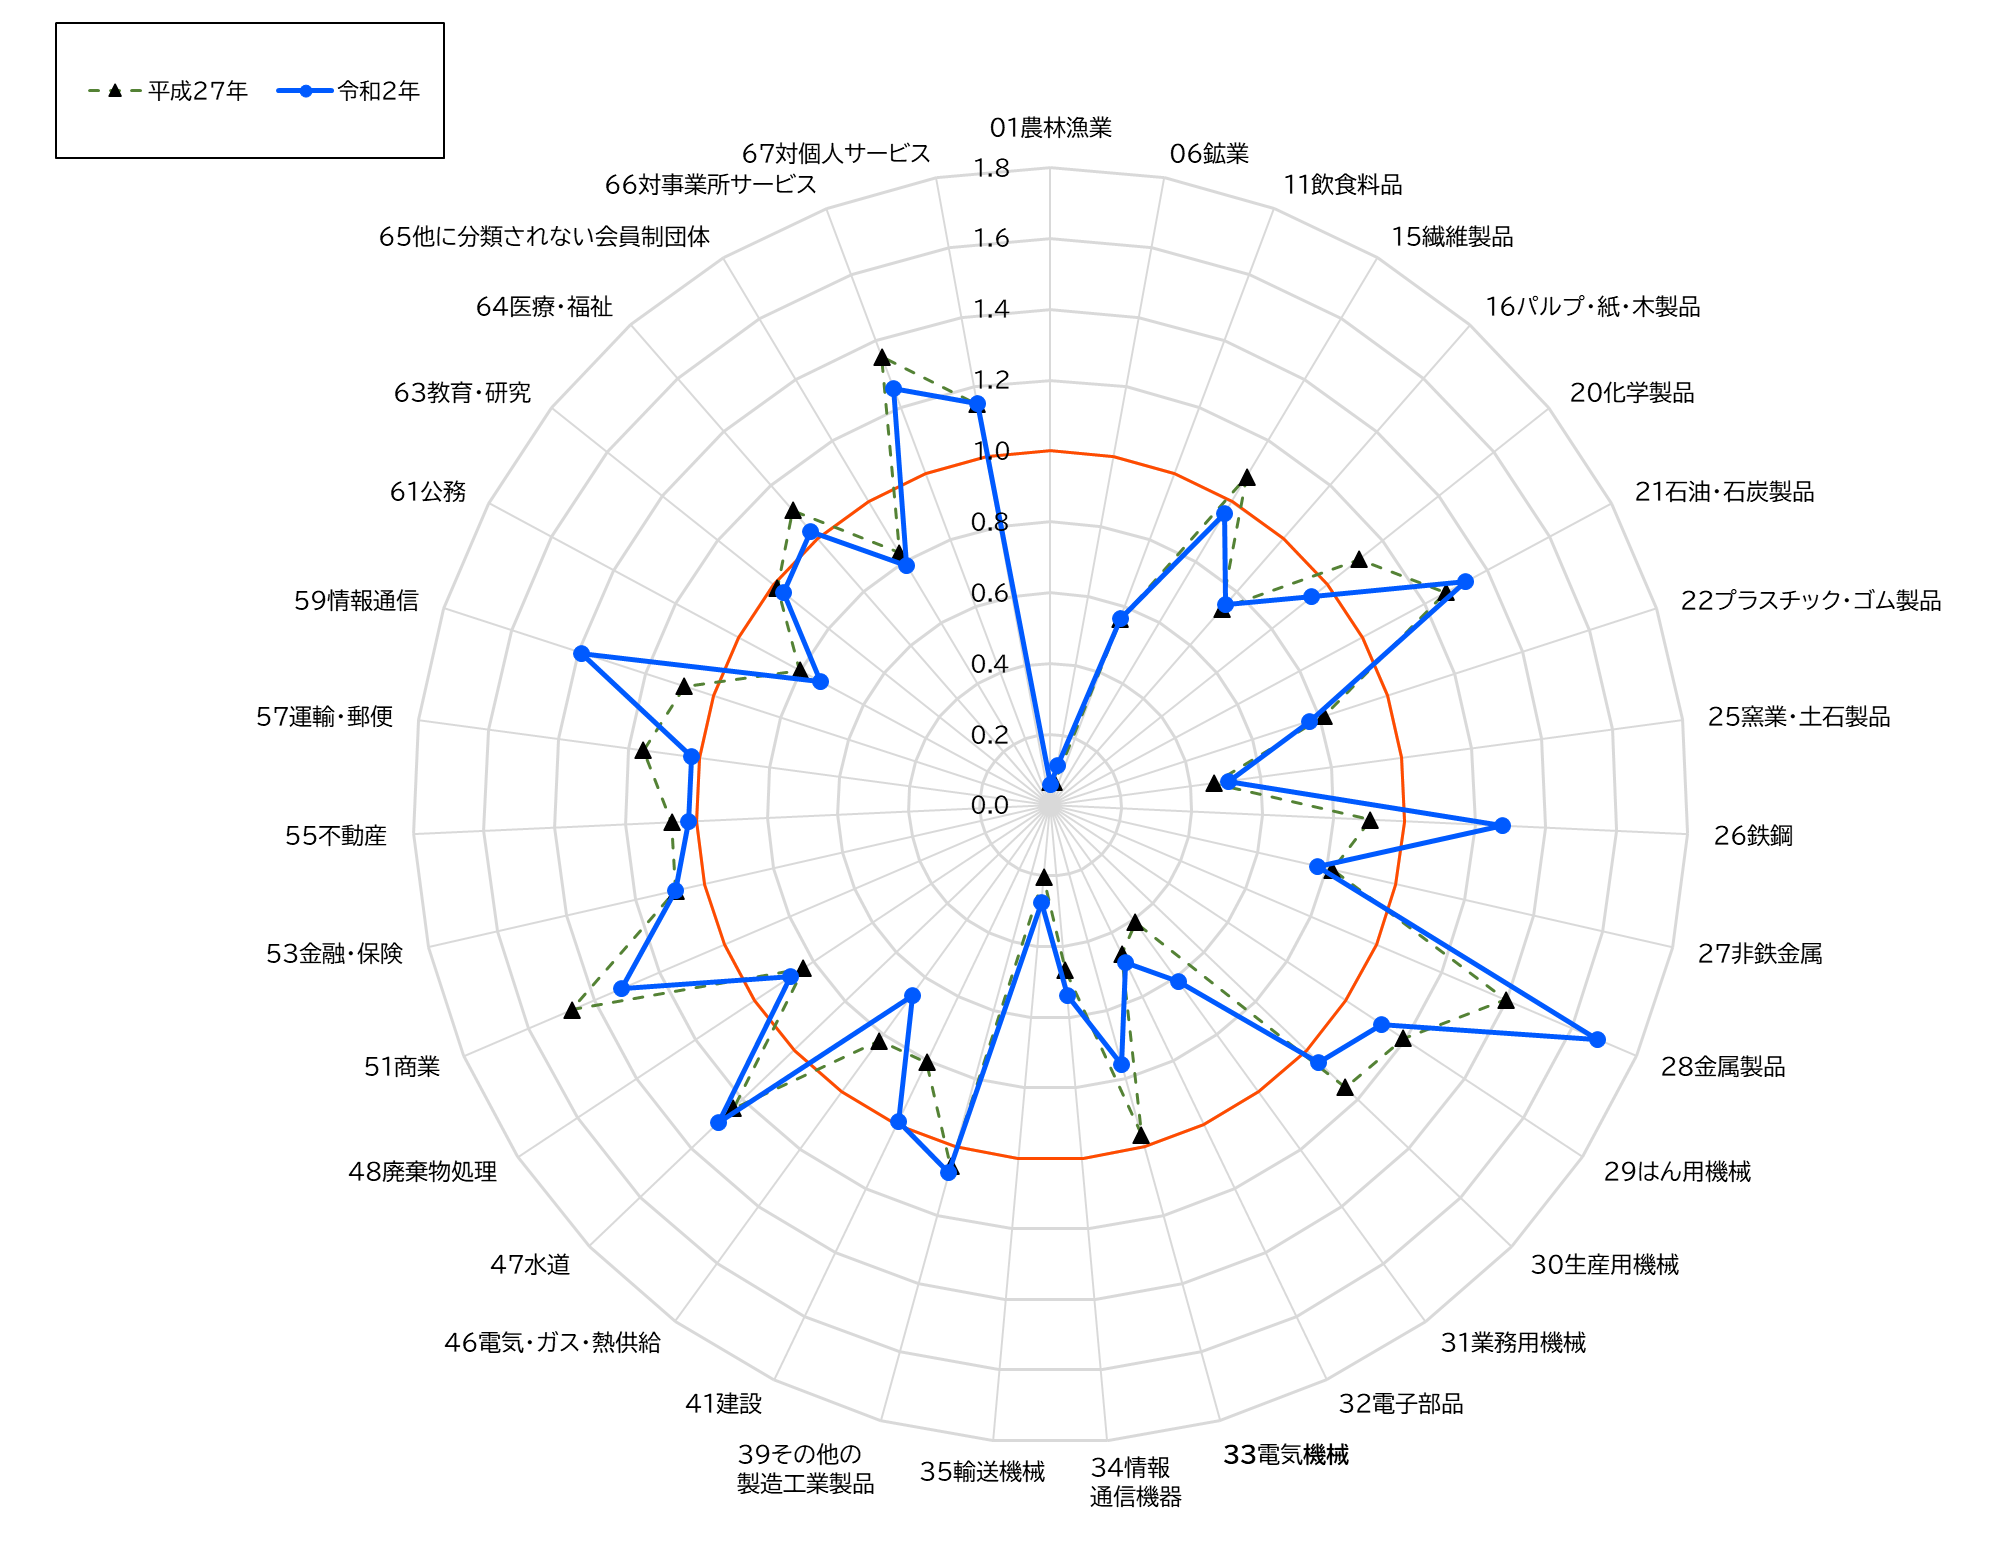 平成27年 令和2年
01農林漁業
06鉱業
11飲食料品
15繊維製品
16パルプ・紙・木製品
20化学製品
21石油・石炭製品
22プラスチック・ゴム製品
25窯業・土石製品
26鉄鋼
27非鉄金属
28金属製品
29はん用機械
30生産用機械
31業務用機械
32電子部品
33電気機械
34情報
通信機器
35輸送機械
39その他の
製造工業製品
41建設
46電気・ガス・熱供給
47水道
48廃棄物処理
51商業
53金融・保険
55不動産
57運輸・郵便
59情報通信
61公務
63教育・研究
64医療・福祉
65他に分類されない会員制団体
66対事業所サービス
67対個人サービス
1.8
1.6
1.4
1.2
1.0
0.8
0.6
0.4
0.2
0.0